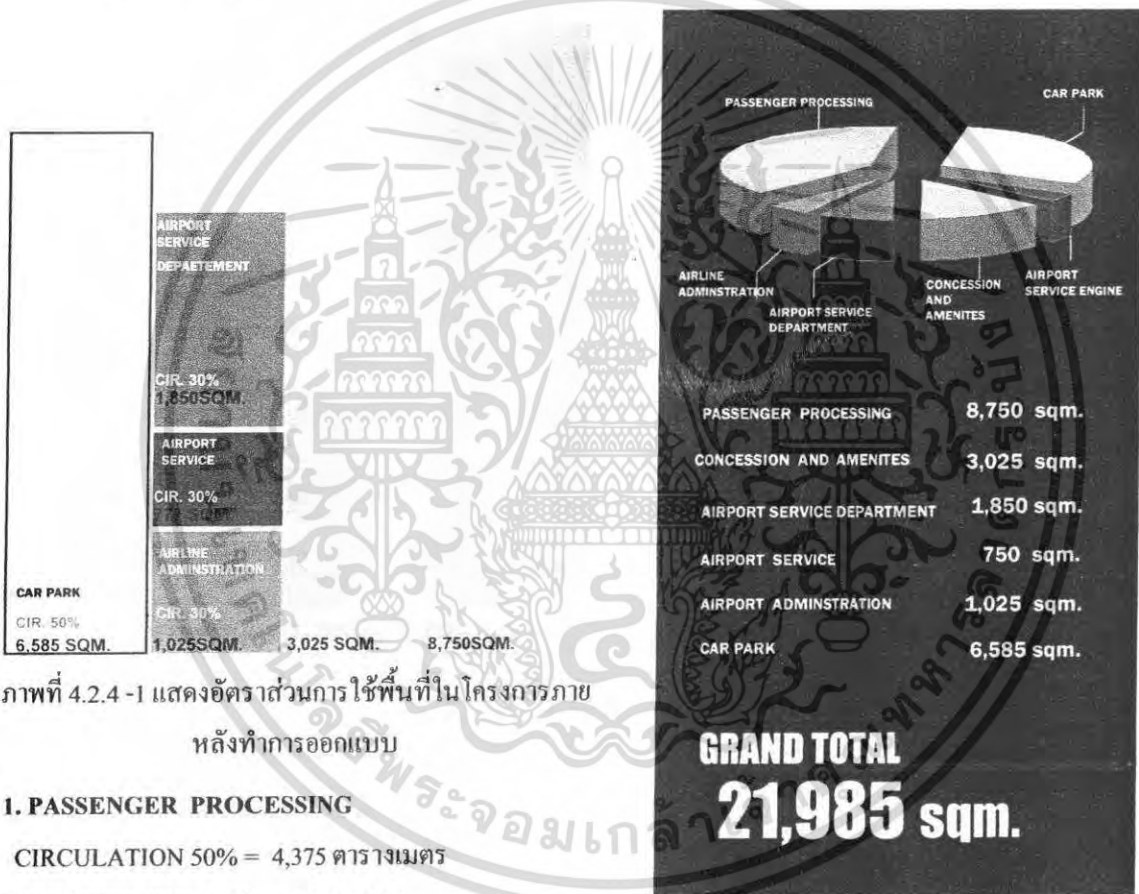 AIRPORT
SERVICE
DEPAETEMENT
CIR. 30%
1,850SQM.
AIRPORT
SERVICE
CIR. 30%
AIRLINE
ADMINSTRATION
CIR. 30%
1,025SQM.
CAR PARK
CIR. 50%
6,585 SQM.
3,025 SQM.
8,750SQM.
ภาพที่ 4.2.4 -1 แสดงอัตราส่วนการใช้พื้นที่ในโครงการภาย
หลังทำการออกแบบ
1. PASSENGER PROCESSING
CIRCULATION 50% = 4,375 ตารางเมตร
PASSENGER PROCESSING
CAR PARK
AIRLINE
ADMINSTRATION
AIRPORT SERVICE
DEPARTMENT
CONCESSION
AND
AMENITES
AIRPORT
SERVICE ENGINE
PASSENGER PROCESSING 8,750 sqm.
CONCESSION AND AMENITES 3,025 sqm.
AIRPORT SERVICE DEPARTMENT 1,850 sqm.
AIRPORT SERVICE 750 sqm.
AIRPORT ADMINSTRATION 1,025 sqm.
CAR PARK 6,585 sqm.
GRAND TOTAL
21,985 sqm.